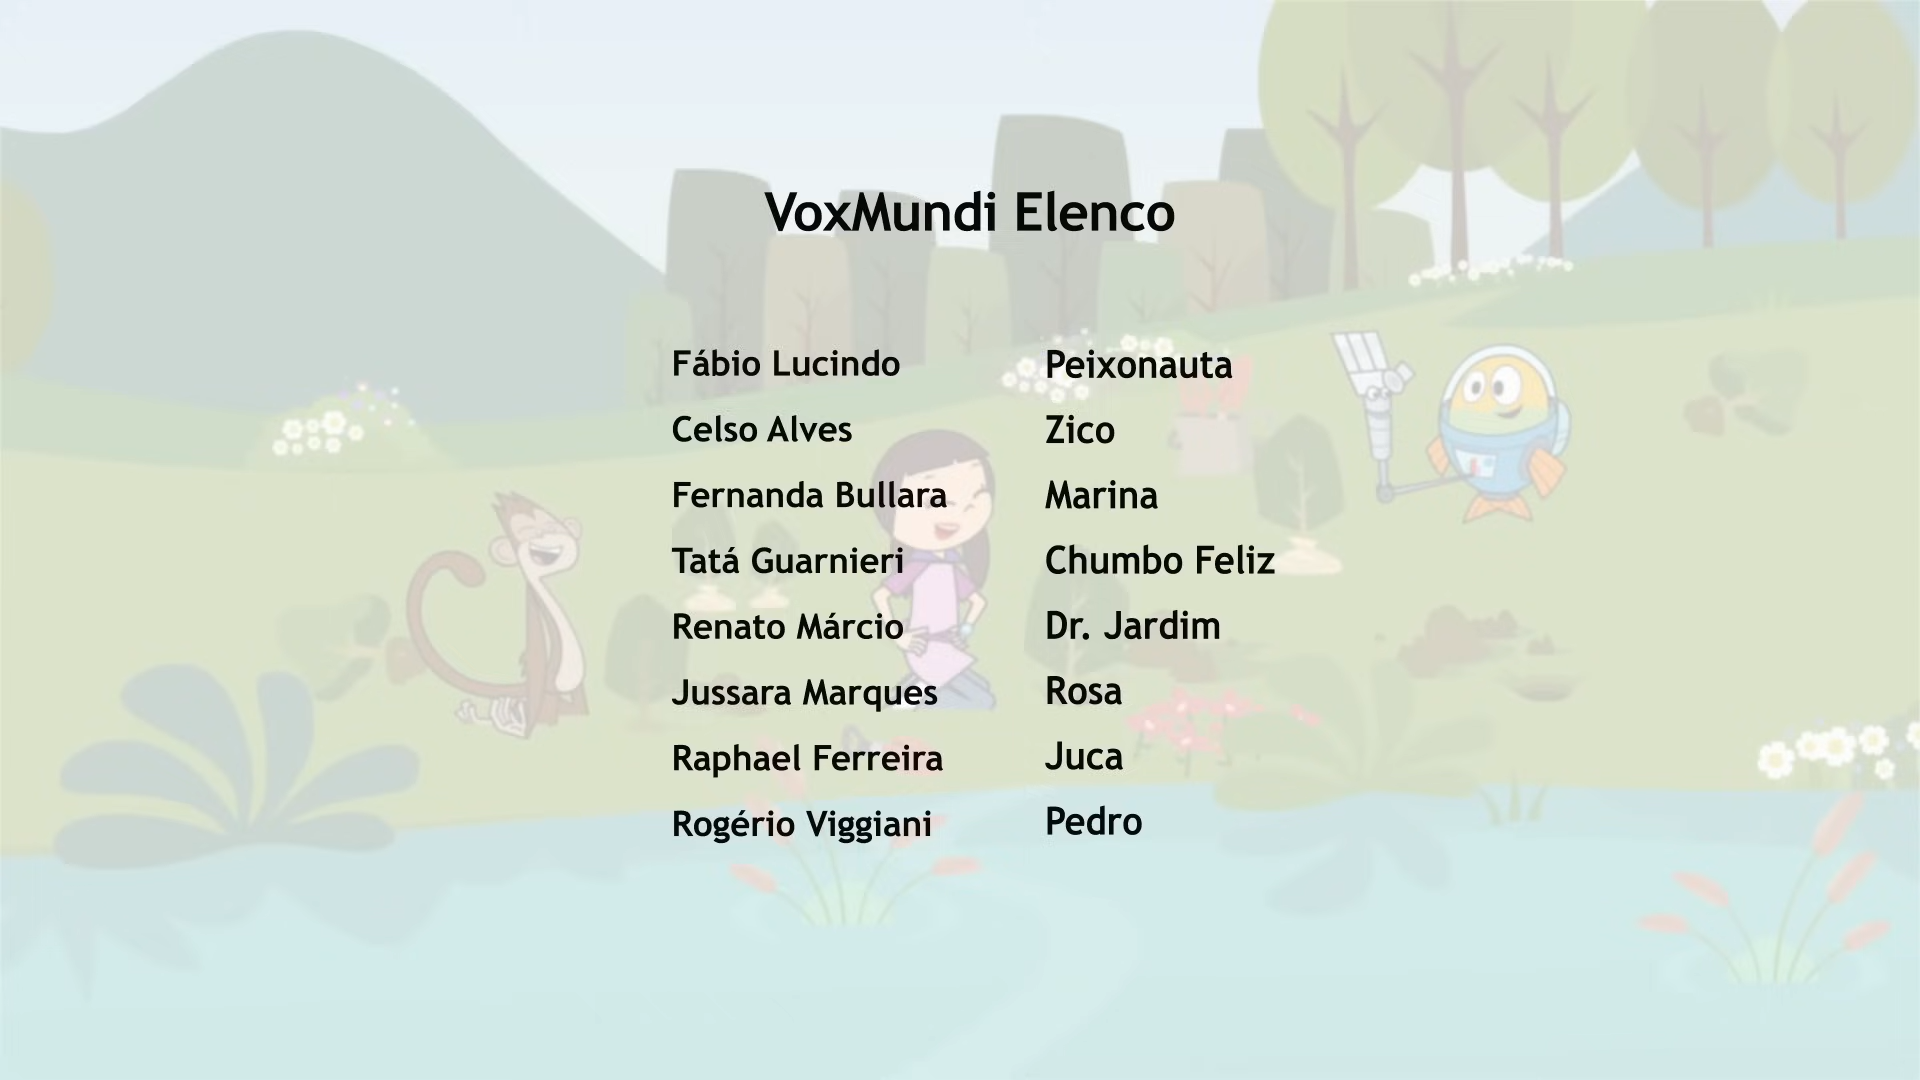 VoxMundi Elenco
Fábio Lucindo Peixonauta
Celso Alves Zico
Fernanda Bullara Marina
Tatá Guarnieri Chumbo Feliz
Renato Márcio Dr. Jardim
Jussara Marques Rosa
Raphael Ferreira Juca
Rogério Viggiani Pedro